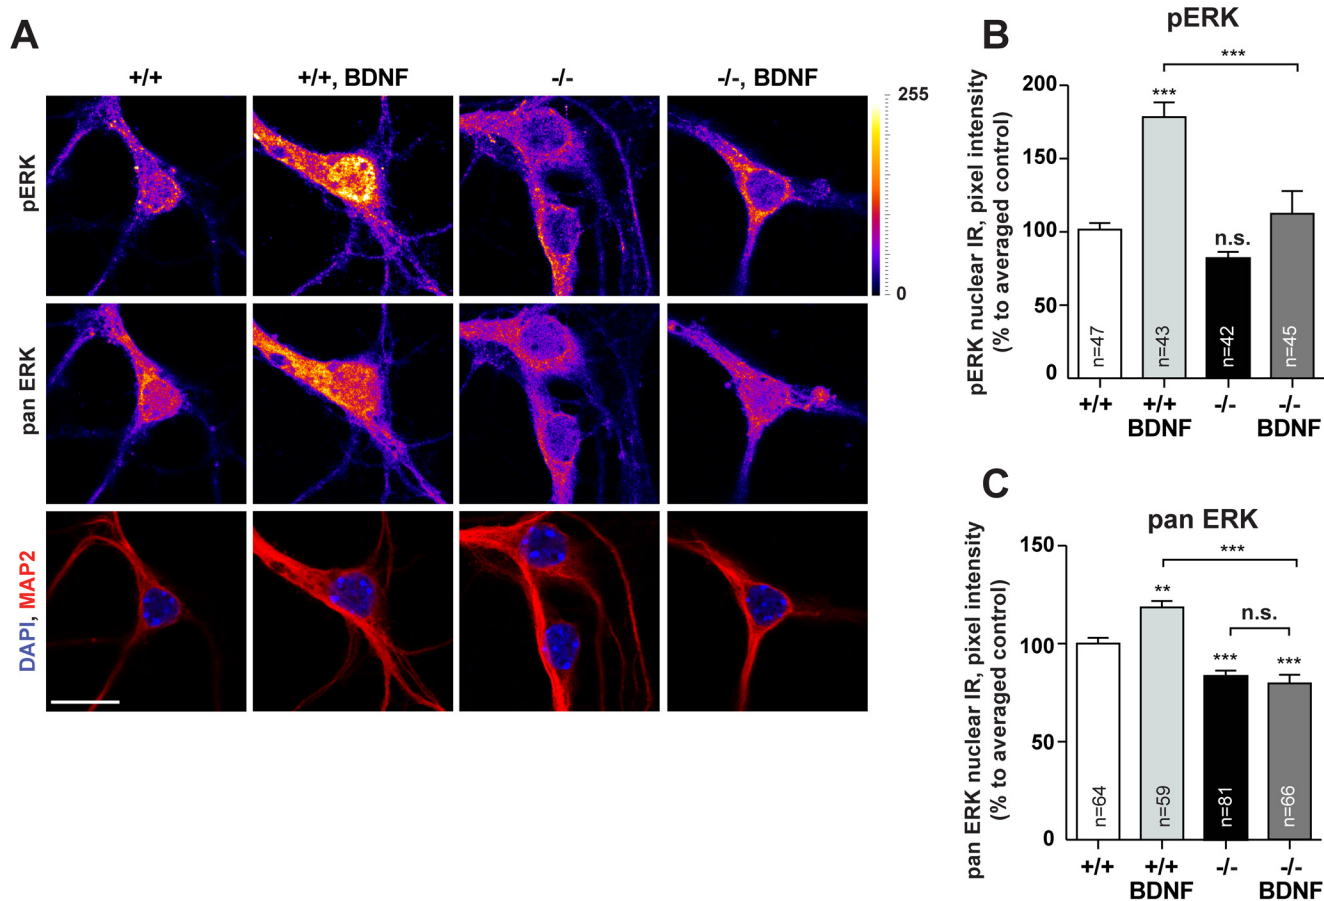 A
+/+
+/+, BDNF
-/-
-/-, BDNF
pERK
255
0
pan ERK
DAPI, MAP2
B
pERK
pERK nuclear IR, pixel intensity
(% to averaged control)
200
150
100
50
0
***
***
n.s.
n=47
n=43
n=42
n=45
+/+
+/+
BDNF
-/-
-/-
BDNF
C
pan ERK
pan ERK nuclear IR, pixel intensity
(% to averaged control)
150
100
50
0
***
**
n.s.
***
***
n=64
n=59
n=81
n=66
+/+
+/+
BDNF
-/-
-/-
BDNF